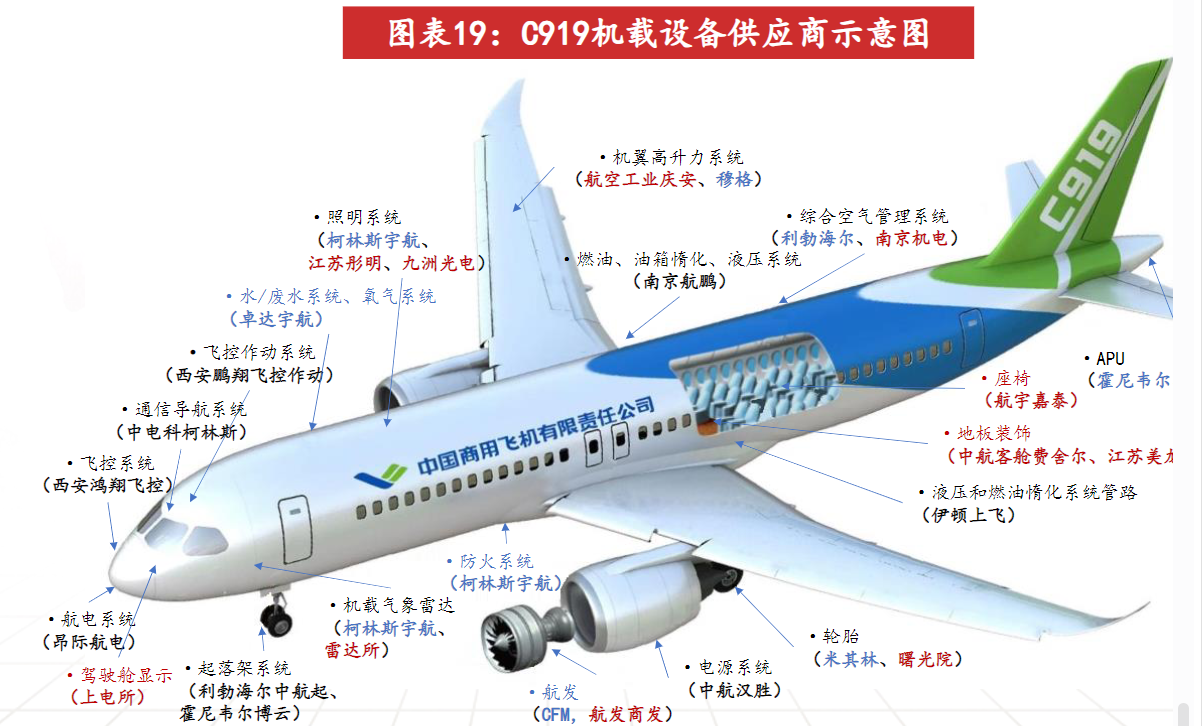 图表19：C919机载设备供应商示意图
C919
• 机翼高升力系统
（航空工业庆安、穆格）
• 照明系统
（柯林斯宇航、
江苏彤明、九洲光电）
• 综合空气管理系统
（利勃海尔、南京机电）
• 燃油、油箱惰化、液压系统
（南京航鹏）
• 水/废水系统、氧气系统
（卓达宇航）
• 飞控作动系统
（西安鹏翔飞控作动）
• APU
（霍尼韦尔
• 座椅
（航宇嘉泰）
• 通信导航系统
（中电科柯林斯）
中国商用飞机有限责任公司
• 地板装饰
（中航客舱费舍尔、江苏美龙
• 飞控系统
（西安鸿翔飞控）
• 液压和燃油惰化系统管路
（伊顿上飞）
• 防火系统
（柯林斯宇航）
• 机载气象雷达
（柯林斯宇航、
雷达所）
• 航电系统
（昂际航电）
• 轮胎
（米其林、曙光院）
• 驾驶舱显示
（上电所）
• 起落架系统
（利勃海尔中航起、
霍尼韦尔博云）
• 电源系统
（中航汉胜）
• 航发
（CFM，航发商发）